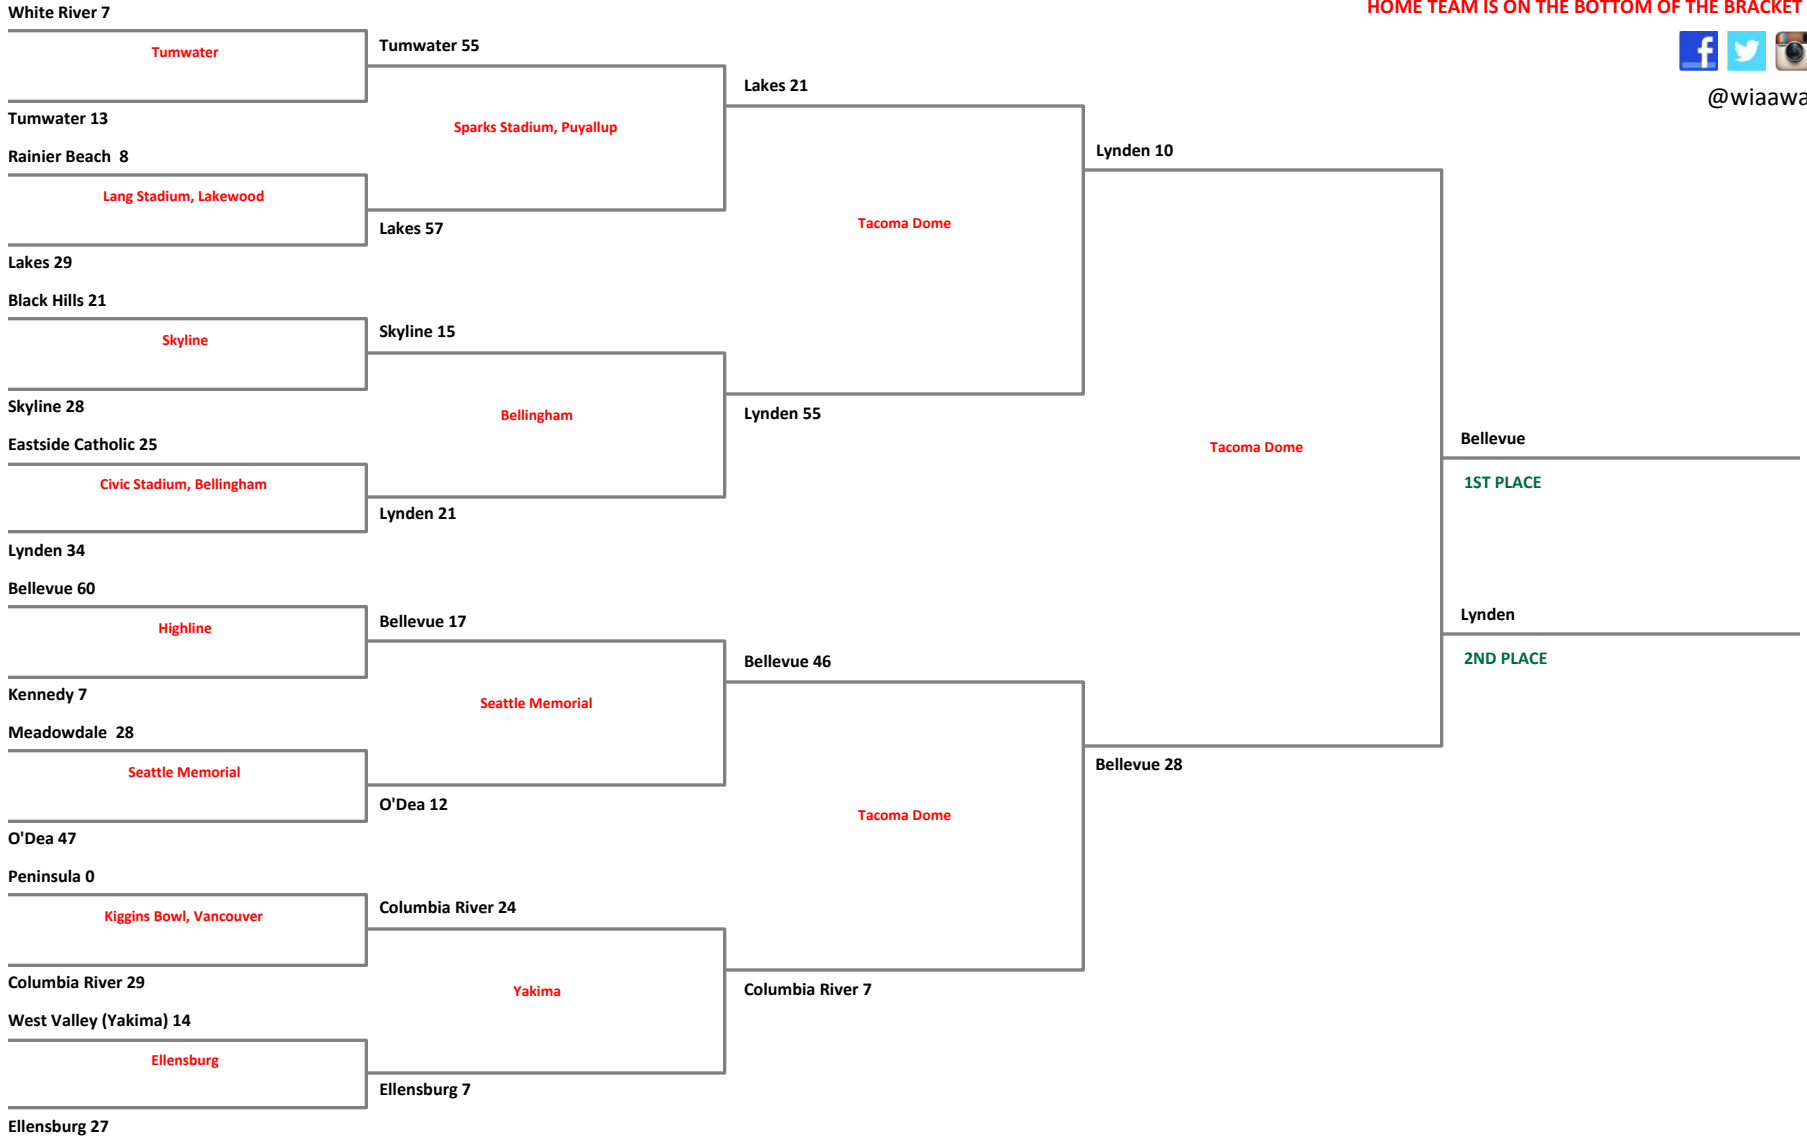 White River 7
HOME TEAM IS ON THE BOTTOM OF THE BRACKET
Tumwater
Tumwater 55
Lakes 21
@wiaawa
Tumwater 13
Sparks Stadium, Puyallup
Rainier Beach  8
Lynden 10
Lang Stadium, Lakewood
Lakes 57
Tacoma Dome
Lakes 29
Black Hills 21
Skyline
Skyline 15
Skyline 28
Bellingham
Lynden 55
Eastside Catholic 25
Tacoma Dome
Bellevue
Civic Stadium, Bellingham
1ST PLACE
Lynden 21
Lynden 34
Bellevue 60
Highline
Bellevue 17
Lynden
Bellevue 46
2ND PLACE
Kennedy 7
Seattle Memorial
Meadowdale  28
Seattle Memorial
Bellevue 28
O'Dea 12
Tacoma Dome
O'Dea 47
Peninsula 0
Kiggins Bowl, Vancouver
Columbia River 24
Columbia River 29
Yakima
Columbia River 7
West Valley (Yakima) 14
Ellensburg
Ellensburg 7
Ellensburg 27